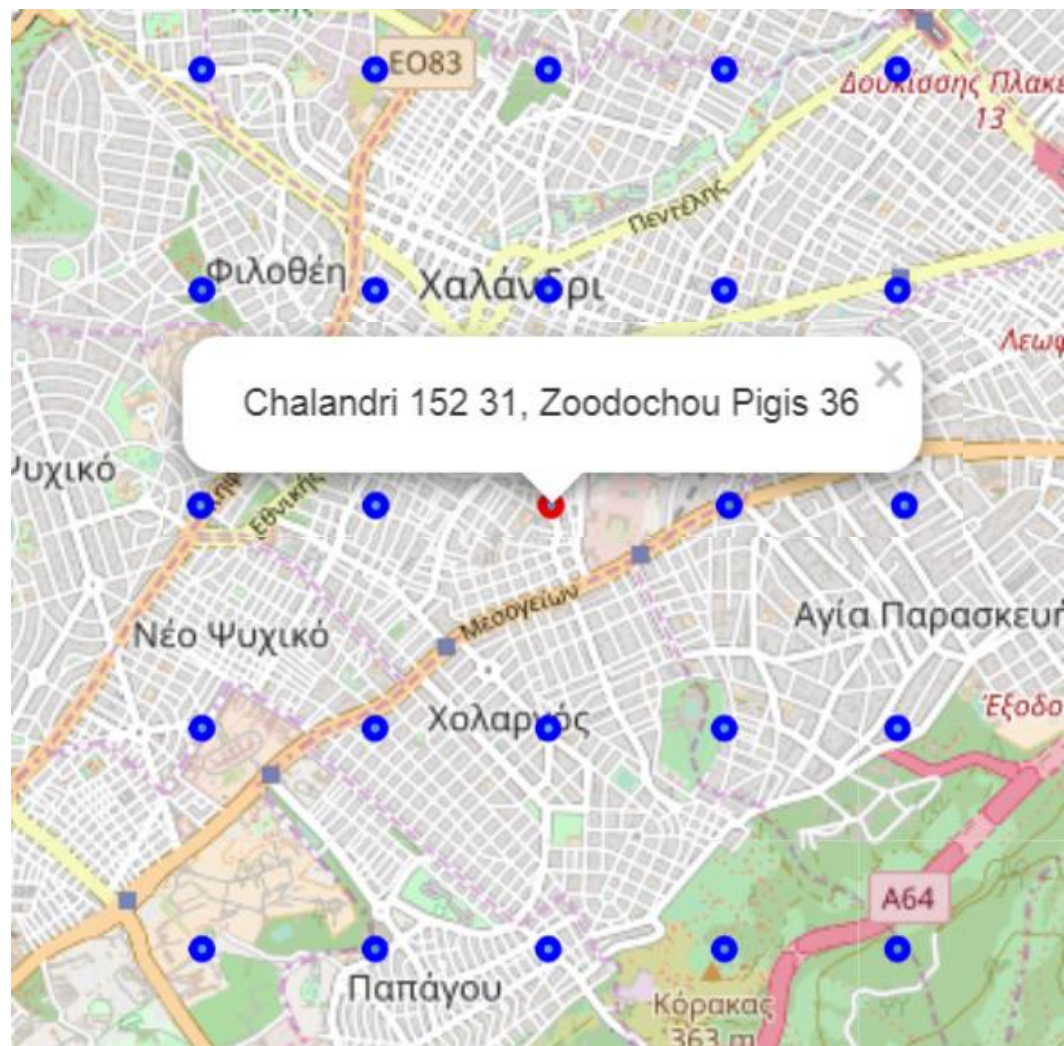 EO83
Δουκίσσης Πλακε
13
Πεντέλης
Φιλοθέη
Χαλάνδρι
Λεωφ
Chalandri 152 31, Zoodochou Pigis 36
×
Ψυχικό
Εθνικής
Μεσογείων
Αγία Παρασκευή
Νέο Ψυχικό
Έξοδο
Χολαργός
A64
Παπάγου
Κόρακας
363 m